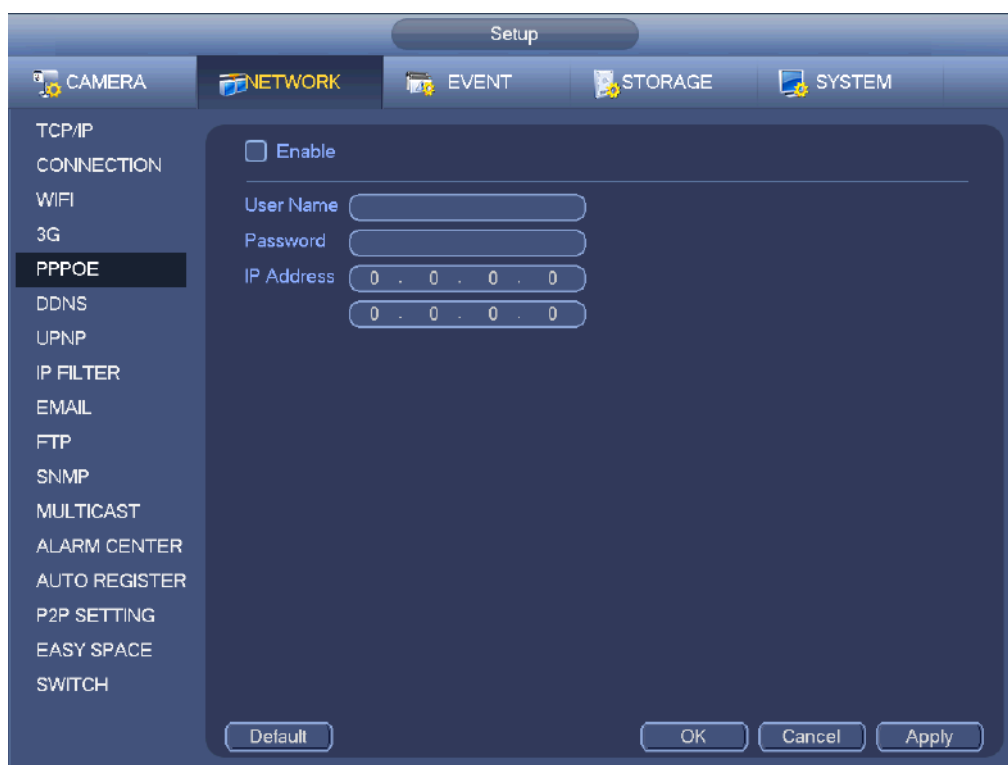 Setup
CAMERA NETWORK EVENT STORAGE SYSTEM
TCP/IP
CONNECTION
WIFI
3G
PPPOE
DDNS
UPNP
IP FILTER
EMAIL
FTP
SNMP
MULTICAST
ALARM CENTER
AUTO REGISTER
P2P SETTING
EASY SPACE
SWITCH
Enable
User Name
Password
IP Address 0 . 0 . 0 . 0
0 . 0 . 0 . 0
Default OK Cancel Apply